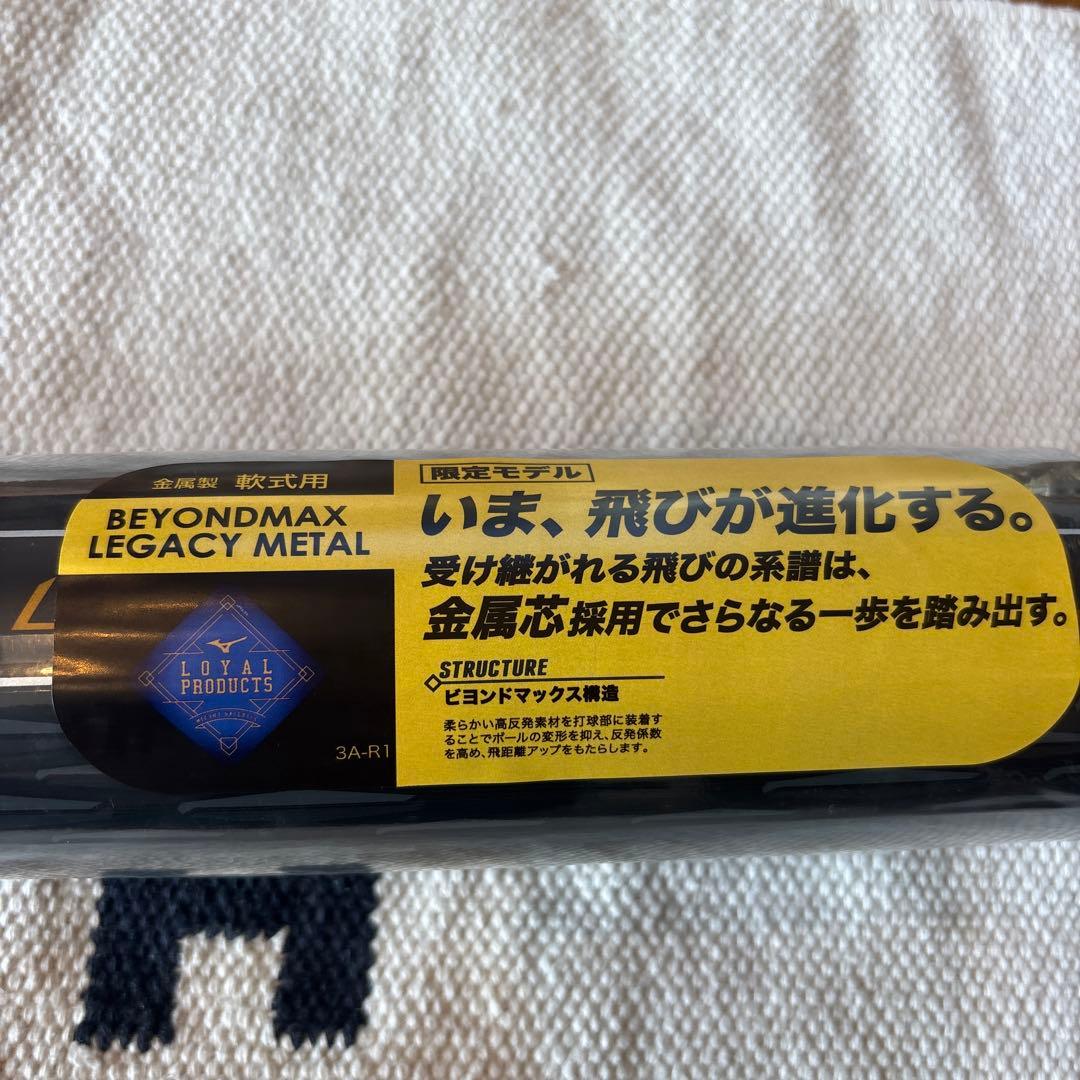 金属製 軟式用
BEYONDMAX
LEGACY METAL
LOYAL
PRODUCTS
3A-R1
限定モデル
いま、飛びが進化する。
受け継がれる飛びの系譜は、
金属芯採用でさらなる一歩を踏み出す。
STRUCTURE
ビヨンドマックス構造
柔らかい高反発素材を打球部に装着す
ることでボールの変形を抑え、反発係数
を高め、飛距離アップをもたらします。